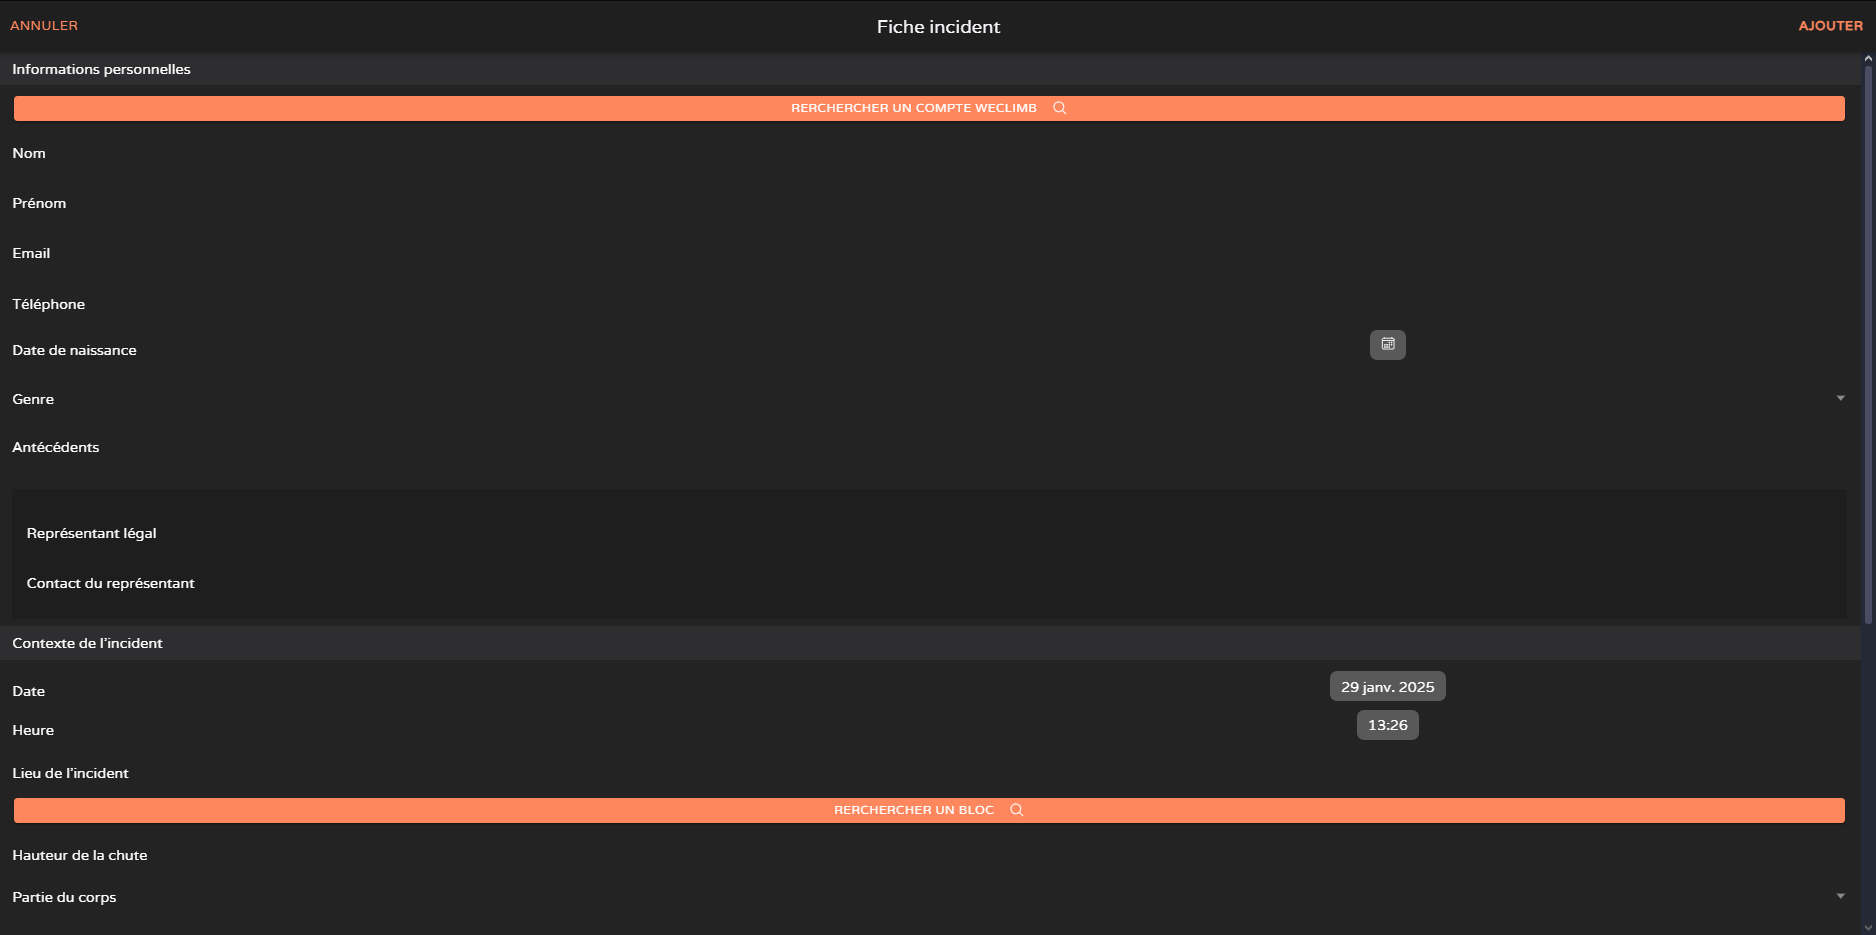 ANNULER
Fiche incident
AJOUTER
Informations personnelles
RERCHERCHER UN COMPTE WECLIMB
Nom
Prénom
Email
Téléphone
Date de naissance
Genre
Antécédents
Représentant légal
Contact du représentant
Contexte de l'incident
Date
29 janv. 2025
Heure
13:26
Lieu de l'incident
RERCHERCHER UN BLOC
Hauteur de la chute
Partie du corps